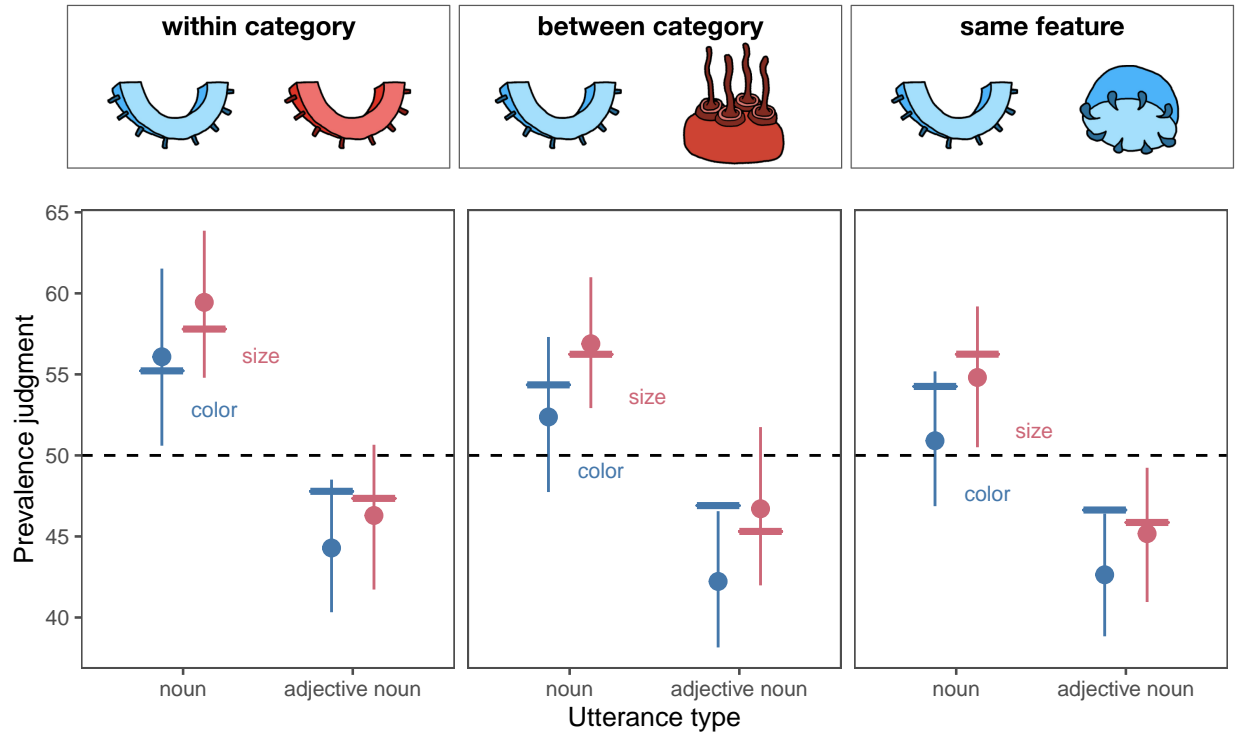 within category
between category
same feature
65
60
55
50
45
40
Prevalence judgment
size
color
size
color
size
color
noun
adjective noun
noun
adjective noun
noun
adjective noun
Utterance type